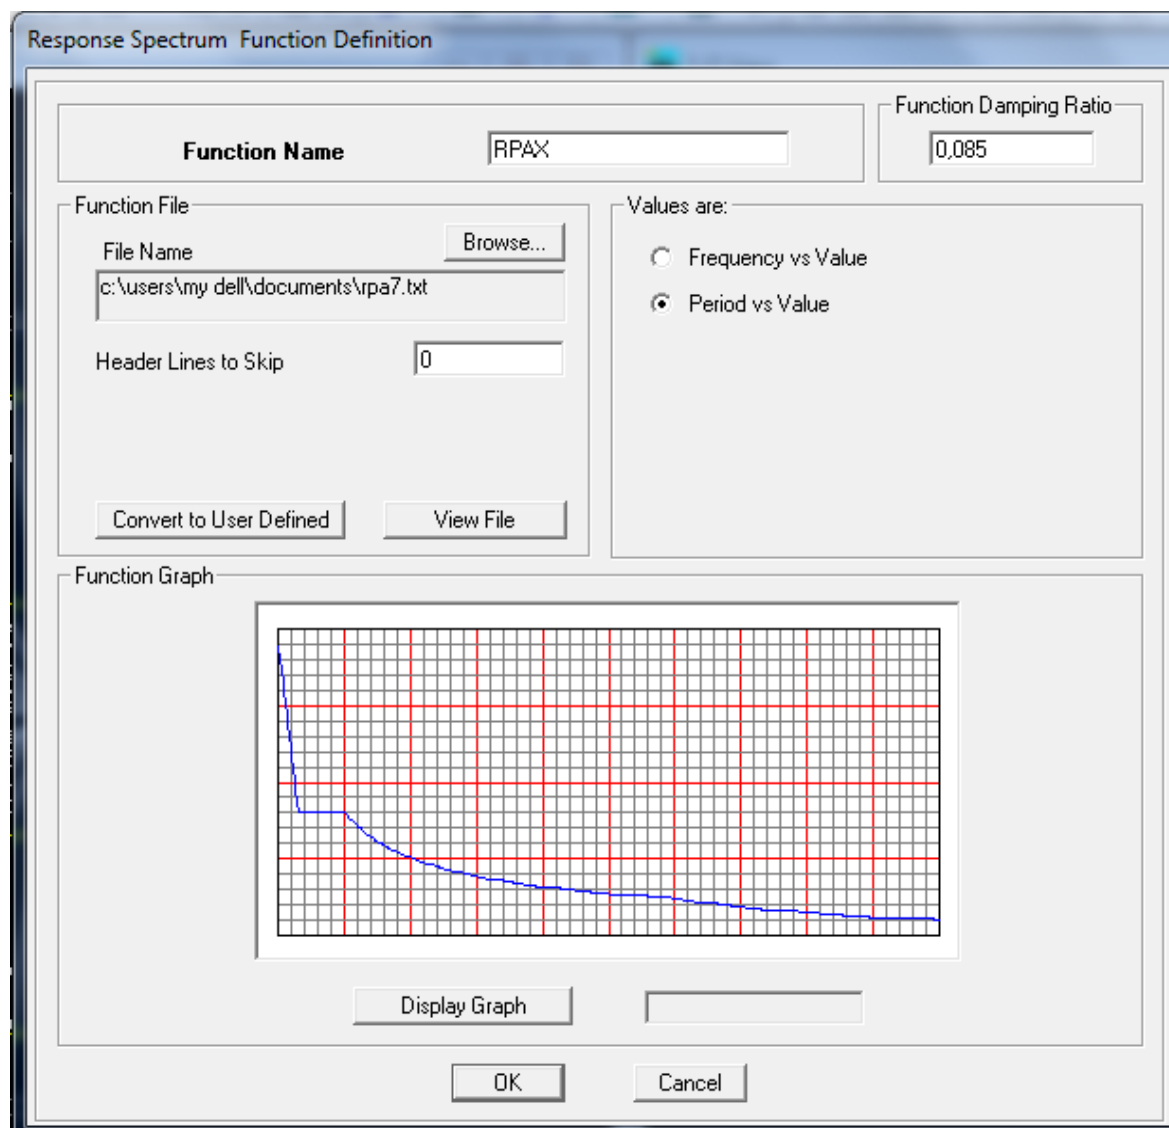 Response Spectrum Function Definition
Function Name
RPAX
Function Damping Ratio
0,085
Function File
File Name
Browse...
c:\users\my dell\documents\rpa7.txt
Header Lines to Skip
0
Convert to User Defined
View File
Values are:
Frequency vs Value
Period vs Value
Function Graph
Display Graph
OK
Cancel